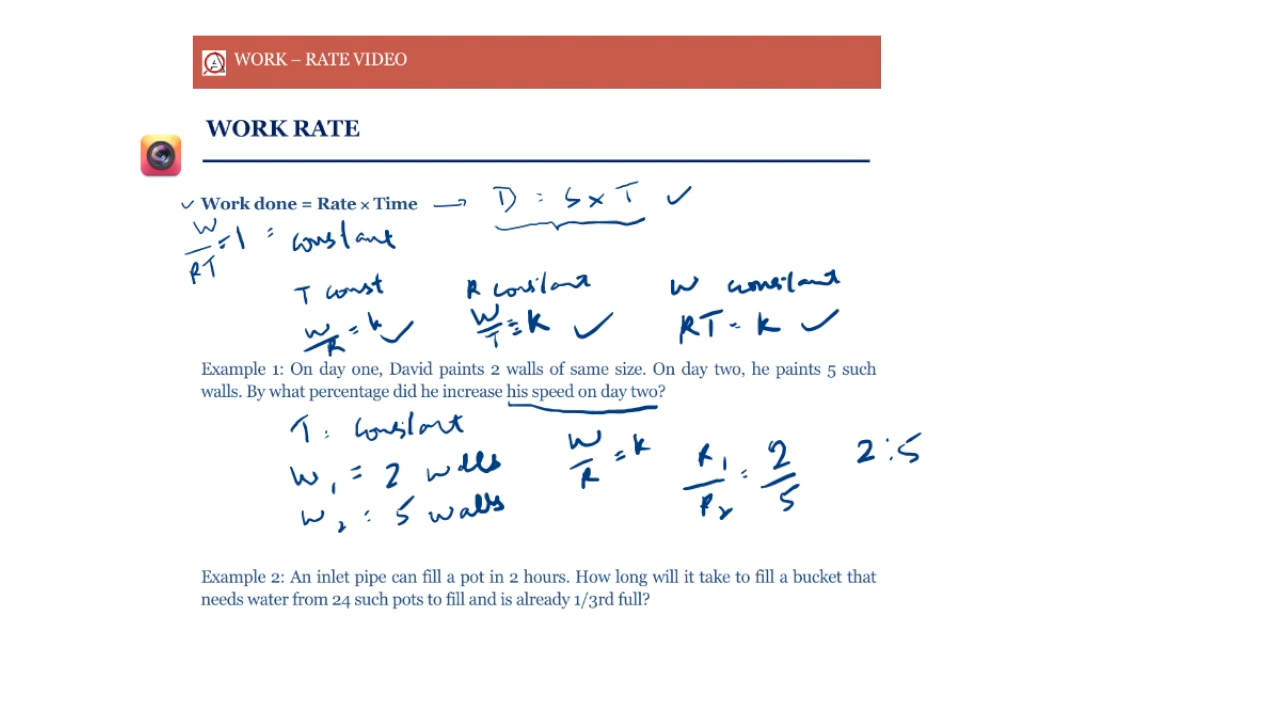 WORK – RATE VIDEO
WORK RATE
✓ Work done = Rate × Time → D = S × T ✓
W/RT = 1 = constant
T const R constant W constant
W/R = k ✓ W/T = k ✓ RT = k ✓
Example 1: On day one, David paints 2 walls of same size. On day two, he paints 5 such
walls. By what percentage did he increase his speed on day two?
T = constant
W₁ = 2 walls W/R = k R₁/R₂ = 2/5 2:5
W₂ = 5 walls
Example 2: An inlet pipe can fill a pot in 2 hours. How long will it take to fill a bucket that
needs water from 24 such pots to fill and is already 1/3rd full?